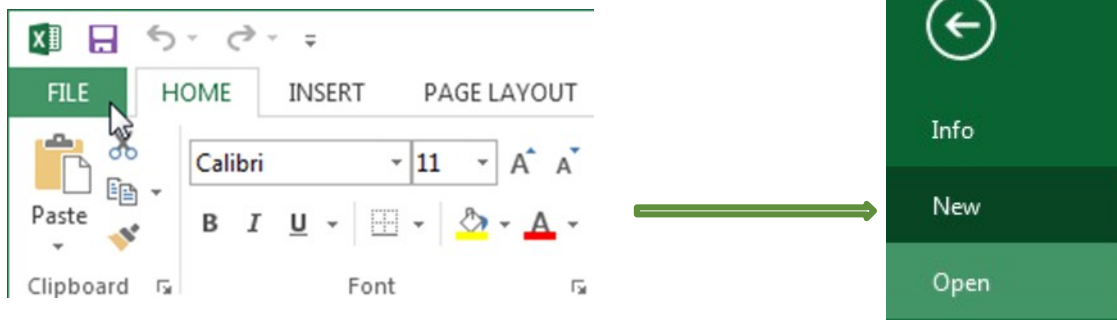 FILE HOME INSERT PAGE LAYOUT
Calibri 11 A A
Paste B I U A
Clipboard Font
Info
New
Open